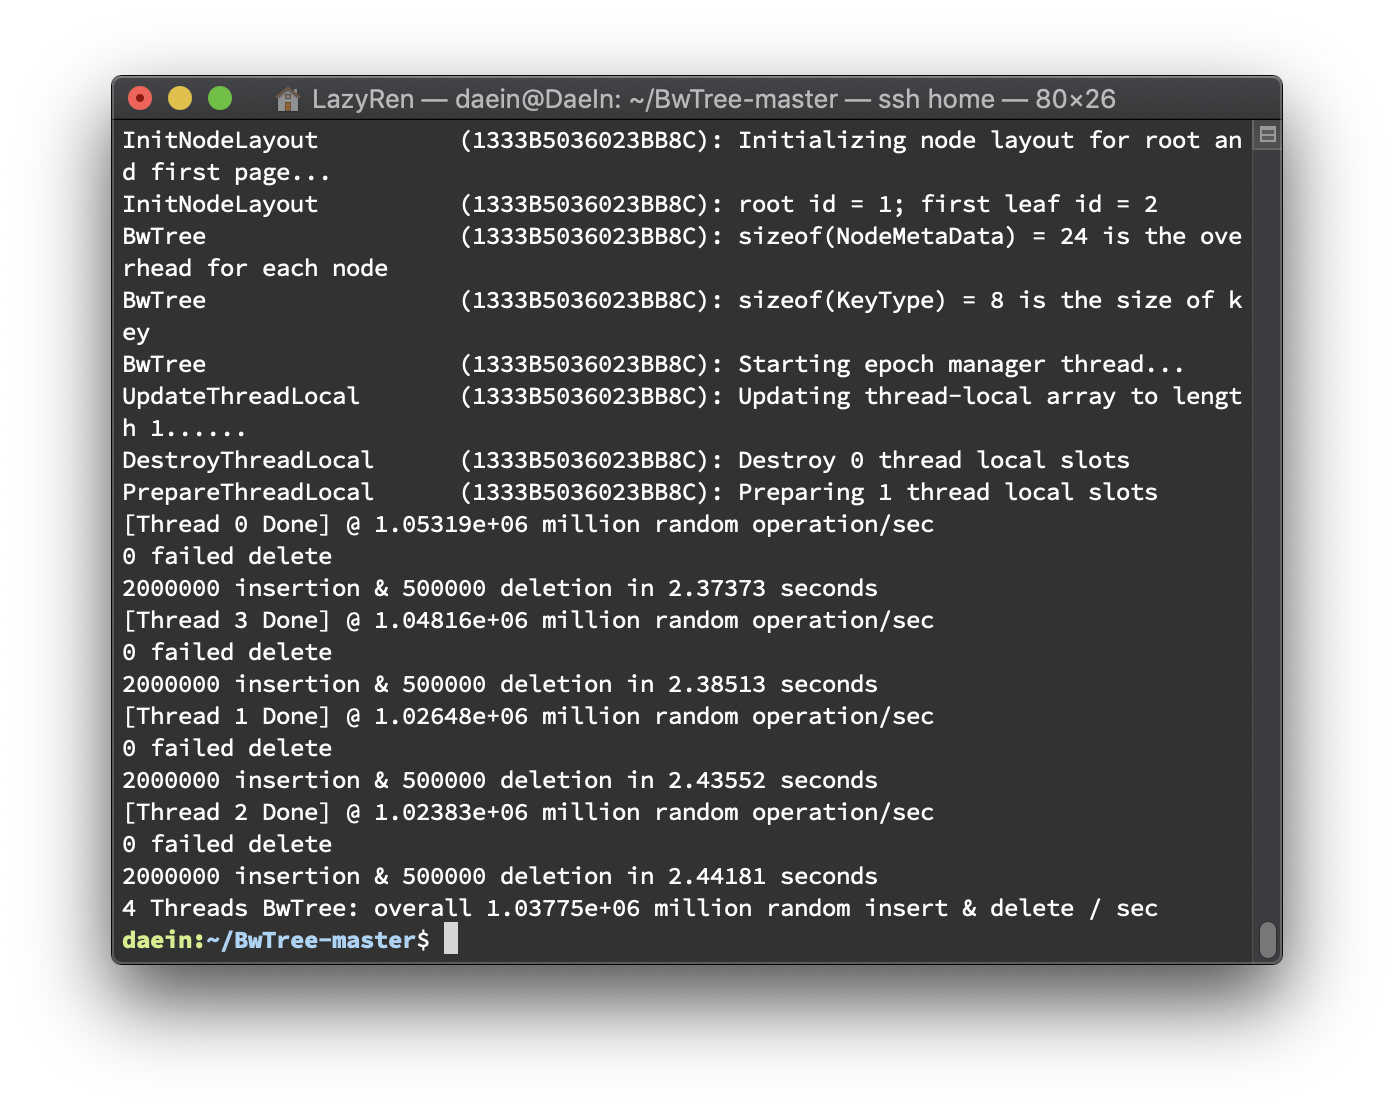 LazyRen — daein@DaeIn: ~/BwTree-master — ssh home — 80×26
InitNodeLayout          (1333B5036023BB8C): Initializing node layout for root an
d first page...
InitNodeLayout          (1333B5036023BB8C): root id = 1; first leaf id = 2
BwTree                  (1333B5036023BB8C): sizeof(NodeMetaData) = 24 is the ove
rhead for each node
BwTree                  (1333B5036023BB8C): sizeof(KeyType) = 8 is the size of k
ey
BwTree                  (1333B5036023BB8C): Starting epoch manager thread...
UpdateThreadLocal       (1333B5036023BB8C): Updating thread-local array to lengt
h 1......
DestroyThreadLocal      (1333B5036023BB8C): Destroy 0 thread local slots
PrepareThreadLocal      (1333B5036023BB8C): Preparing 1 thread local slots
[Thread 0 Done] @ 1.05319e+06 million random operation/sec
0 failed delete
2000000 insertion & 500000 deletion in 2.37373 seconds
[Thread 3 Done] @ 1.04816e+06 million random operation/sec
0 failed delete
2000000 insertion & 500000 deletion in 2.38513 seconds
[Thread 1 Done] @ 1.02648e+06 million random operation/sec
0 failed delete
2000000 insertion & 500000 deletion in 2.43552 seconds
[Thread 2 Done] @ 1.02383e+06 million random operation/sec
0 failed delete
2000000 insertion & 500000 deletion in 2.44181 seconds
4 Threads BwTree: overall 1.03775e+06 million random insert & delete / sec
daein:~/BwTree-master$